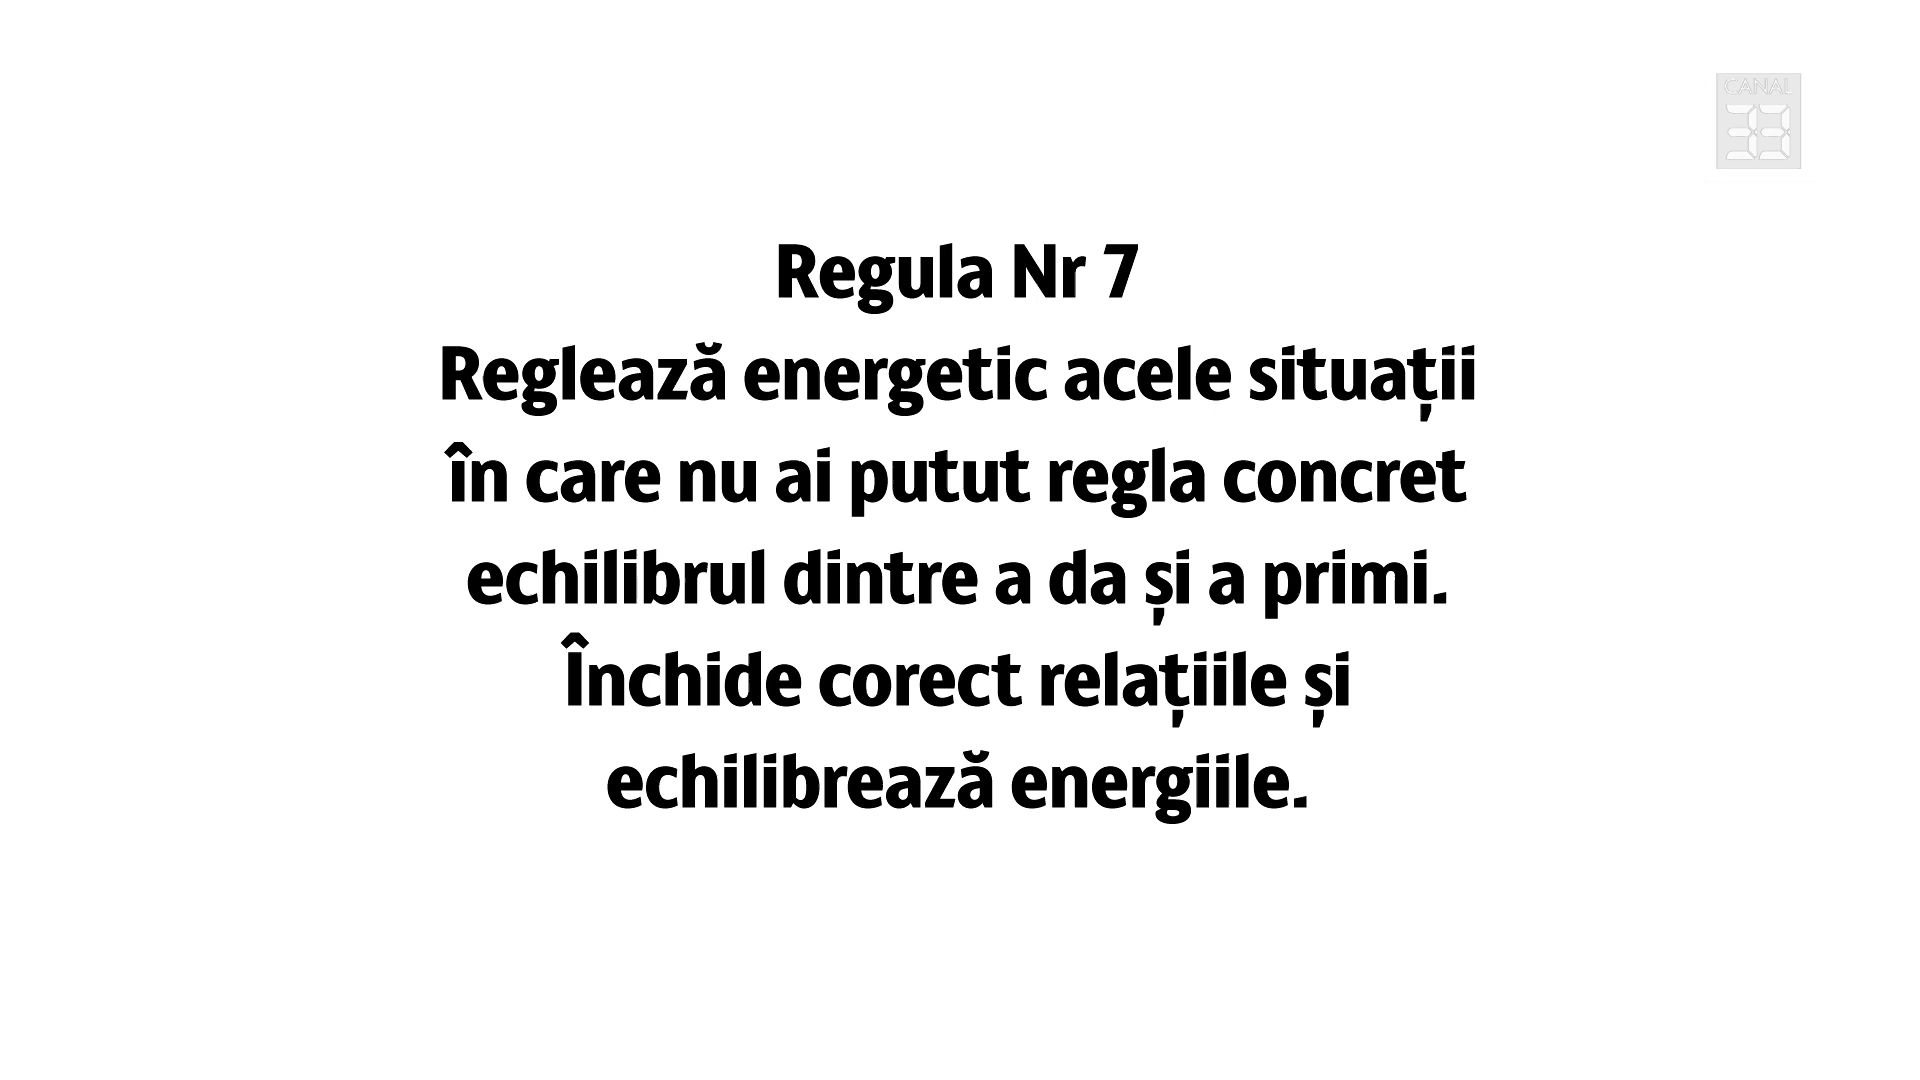 CANAL
33
Regula Nr 7
Reglează energetic acele situații
în care nu ai putut regla concret
echilibrul dintre a da și a primi.
Închide corect relațiile și
echilibrează energiile.